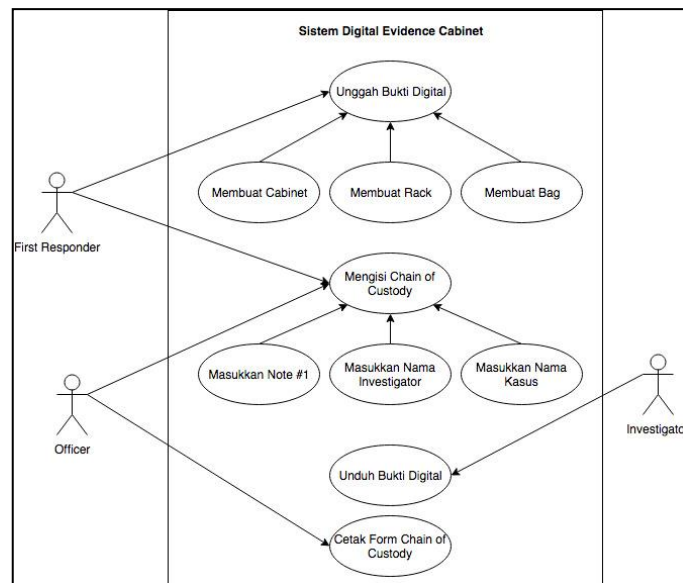 Sistem Digital Evidence Cabinet
Unggah Bukti Digital
Membuat Cabinet
Membuat Rack
Membuat Bag
First Responder
Mengisi Chain of
Custody
Masukkan Note #1
Masukkan Nama
Investigator
Masukkan Nama
Kasus
Officer
Investigato
Unduh Bukti Digital
Cetak Form Chain of
Custody